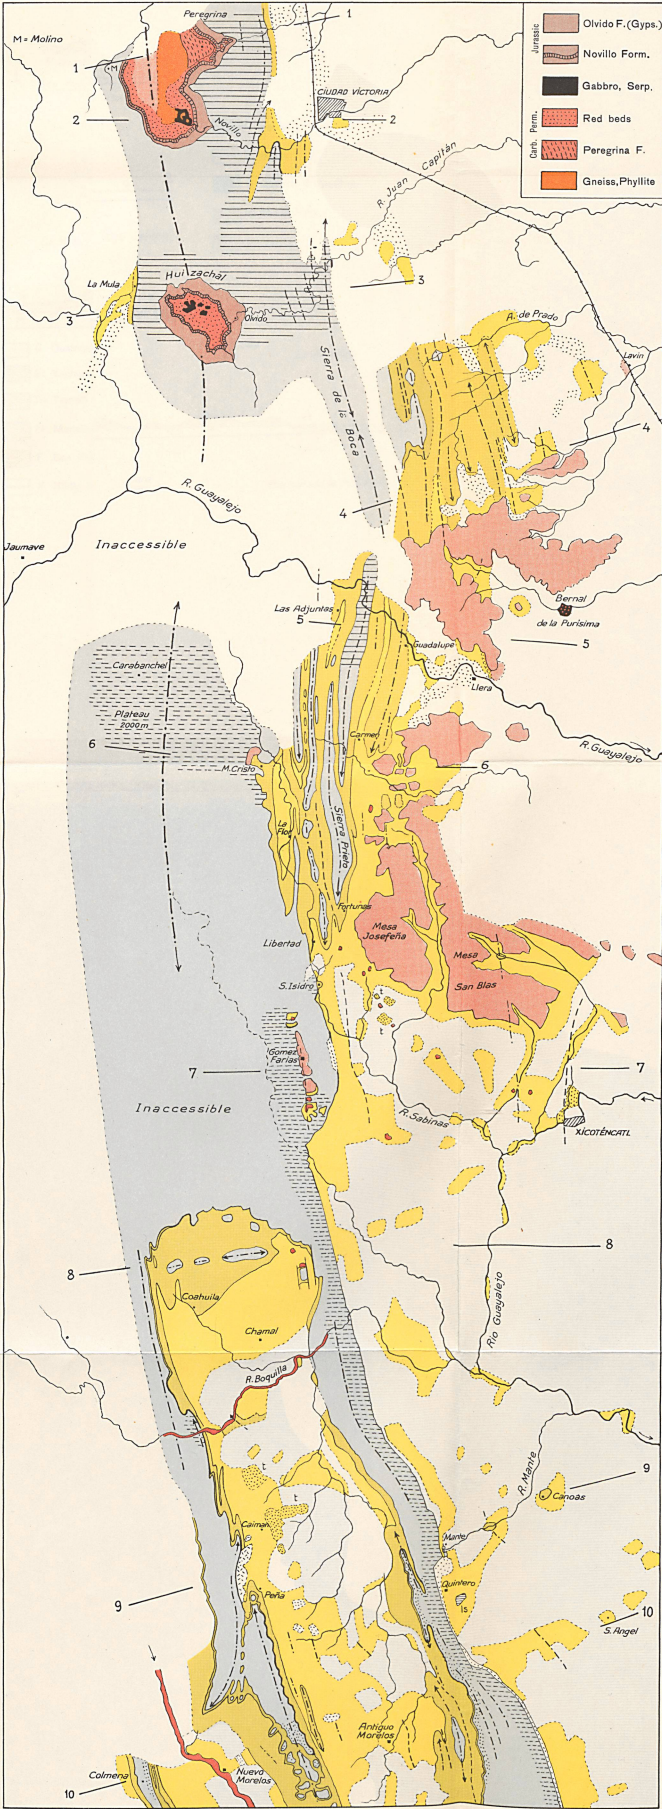 Peregrina
1
M = Molino
1
M
CIUDAD VICTORIA
2
2
Novillo
R. Juan Capitán
Jurassic
Olvido F. (Gyps.)
Novillo Form.
Gabbro, Serp.
Perm.
Red beds
Carb.
Peregrina F.
Gneiss, Phyllite
Huizachal
3
La Mula
3
Olvido
A. de Prado
Lavin
Sierra de la Boca
4
R. Guayalejo
4
Jaumave
Inaccessible
Bernal
de la Purisima
Las Adjuntas
5
5
Guadalupe
Llera
Carabanchel
Plateau
2000 m
R. Guayalejo
6
Carmen
6
M. Cristo
La
Flor
Sierra Prieto
Fortunas
Mesa
Josefeña
Libertad
Mesa
San Blas
S. Isidro
t
t
Gomez
Farias
7
7
Inaccessible
R. Sabinas
XICOTÉNCATL
8
8
Coahuila
Chamal
Rio Guayalejo
R. Boquilla
R. Mante
9
Canoas
t
t
Caiman
Mante
Quintero
ls
9
Peña
10
S. Angel
Antiguo
Morelos
Colmena
Nuevo
Morelos
10